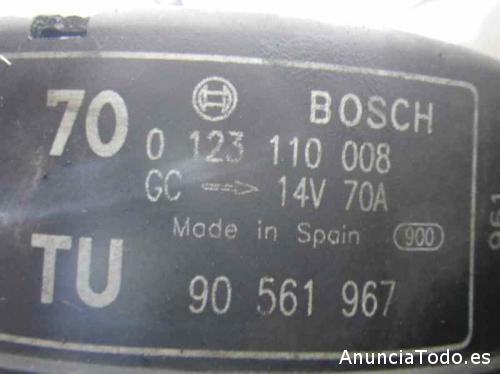 70 BOSCH
0 123 110 008
GC 14V 70A
Made in Spain 900
TU 90 561 967
961
AnunciaTodo.es